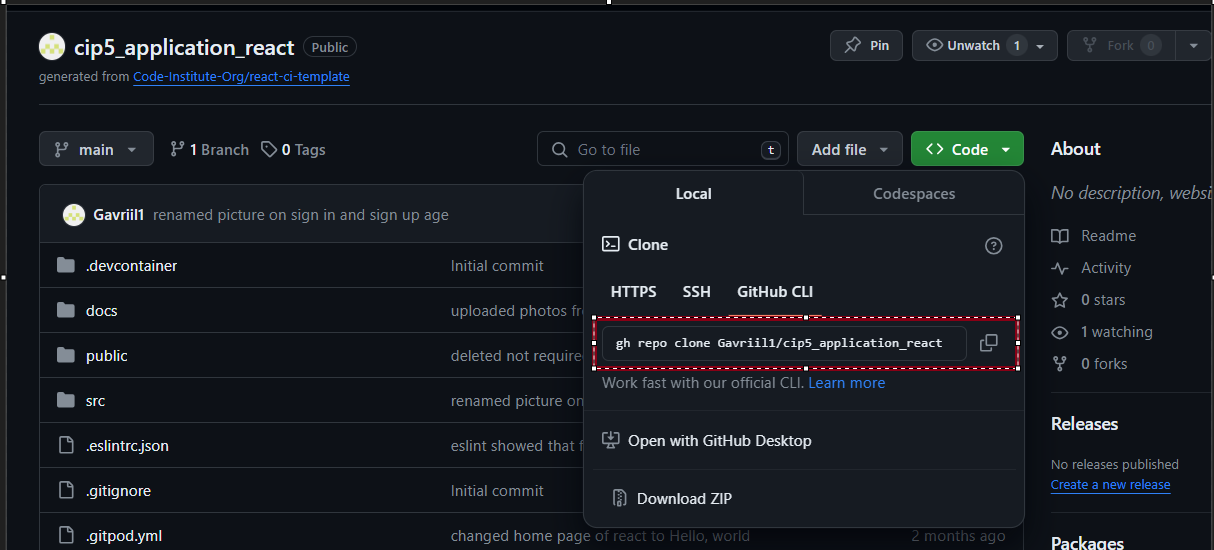 cip5_application_react Public
Pin Unwatch 1 Fork 0
generated from Code-Institute-Org/react-ci-template
main 1 Branch 0 Tags
Go to file t Add file Code
Gavriil1 renamed picture on sign in and sign up age
.devcontainer Initial commit
docs uploaded photos fr
public deleted not require
src renamed picture on
.eslintrc.json eslint showed that f
.gitignore Initial commit
.gitpod.yml changed home page of react to Hello, world 2 months ago
Local Codespaces
Clone
HTTPS SSH GitHub CLI
gh repo clone Gavriil1/cip5_application_react
Work fast with our official CLI. Learn more
Open with GitHub Desktop
Download ZIP
About
No description, websi
Readme
Activity
0 stars
1 watching
0 forks
Releases
No releases published
Create a new release
Packages